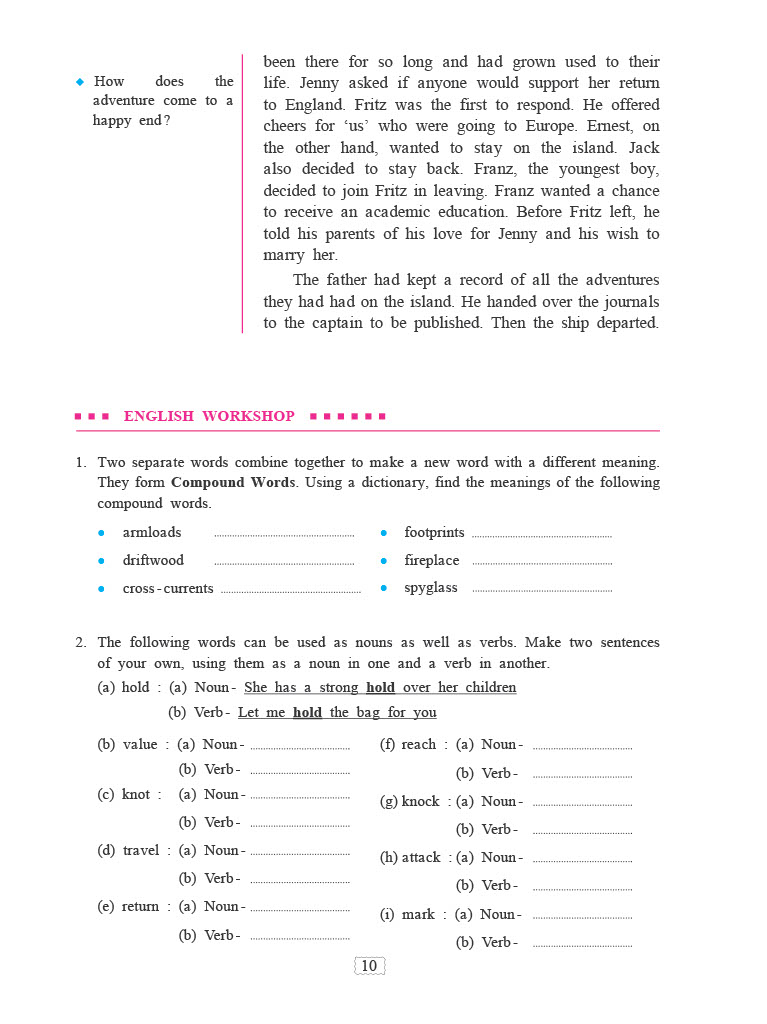 ◆ How does the
adventure come to a
happy end?
been there for so long and had grown used to their
life. Jenny asked if anyone would support her return
to England. Fritz was the first to respond. He offered
cheers for ‘us’ who were going to Europe. Ernest, on
the other hand, wanted to stay on the island. Jack
also decided to stay back. Franz, the youngest boy,
decided to join Fritz in leaving. Franz wanted a chance
to receive an academic education. Before Fritz left, he
told his parents of his love for Jenny and his wish to
marry her.
The father had kept a record of all the adventures
they had had on the island. He handed over the journals
to the captain to be published. Then the ship departed.
ENGLISH WORKSHOP
1. Two separate words combine together to make a new word with a different meaning.
They form Compound Words. Using a dictionary, find the meanings of the following
compound words.
• armloads .......................... • footprints ..........................
• driftwood .......................... • fireplace ..........................
• cross-currents .......................... • spyglass ..........................
2. The following words can be used as nouns as well as verbs. Make two sentences
of your own, using them as a noun in one and a verb in another.
(a) hold : (a) Noun- She has a strong hold over her children
(b) Verb- Let me hold the bag for you
(b) value : (a) Noun- ..........................
(b) Verb- ..........................
(c) knot : (a) Noun- ..........................
(b) Verb- ..........................
(d) travel : (a) Noun- ..........................
(b) Verb- ..........................
(e) return : (a) Noun- ..........................
(b) Verb- ..........................
(f) reach : (a) Noun- ..........................
(b) Verb- ..........................
(g) knock : (a) Noun- ..........................
(b) Verb- ..........................
(h) attack : (a) Noun- ..........................
(b) Verb- ..........................
(i) mark : (a) Noun- ..........................
(b) Verb- ..........................
10